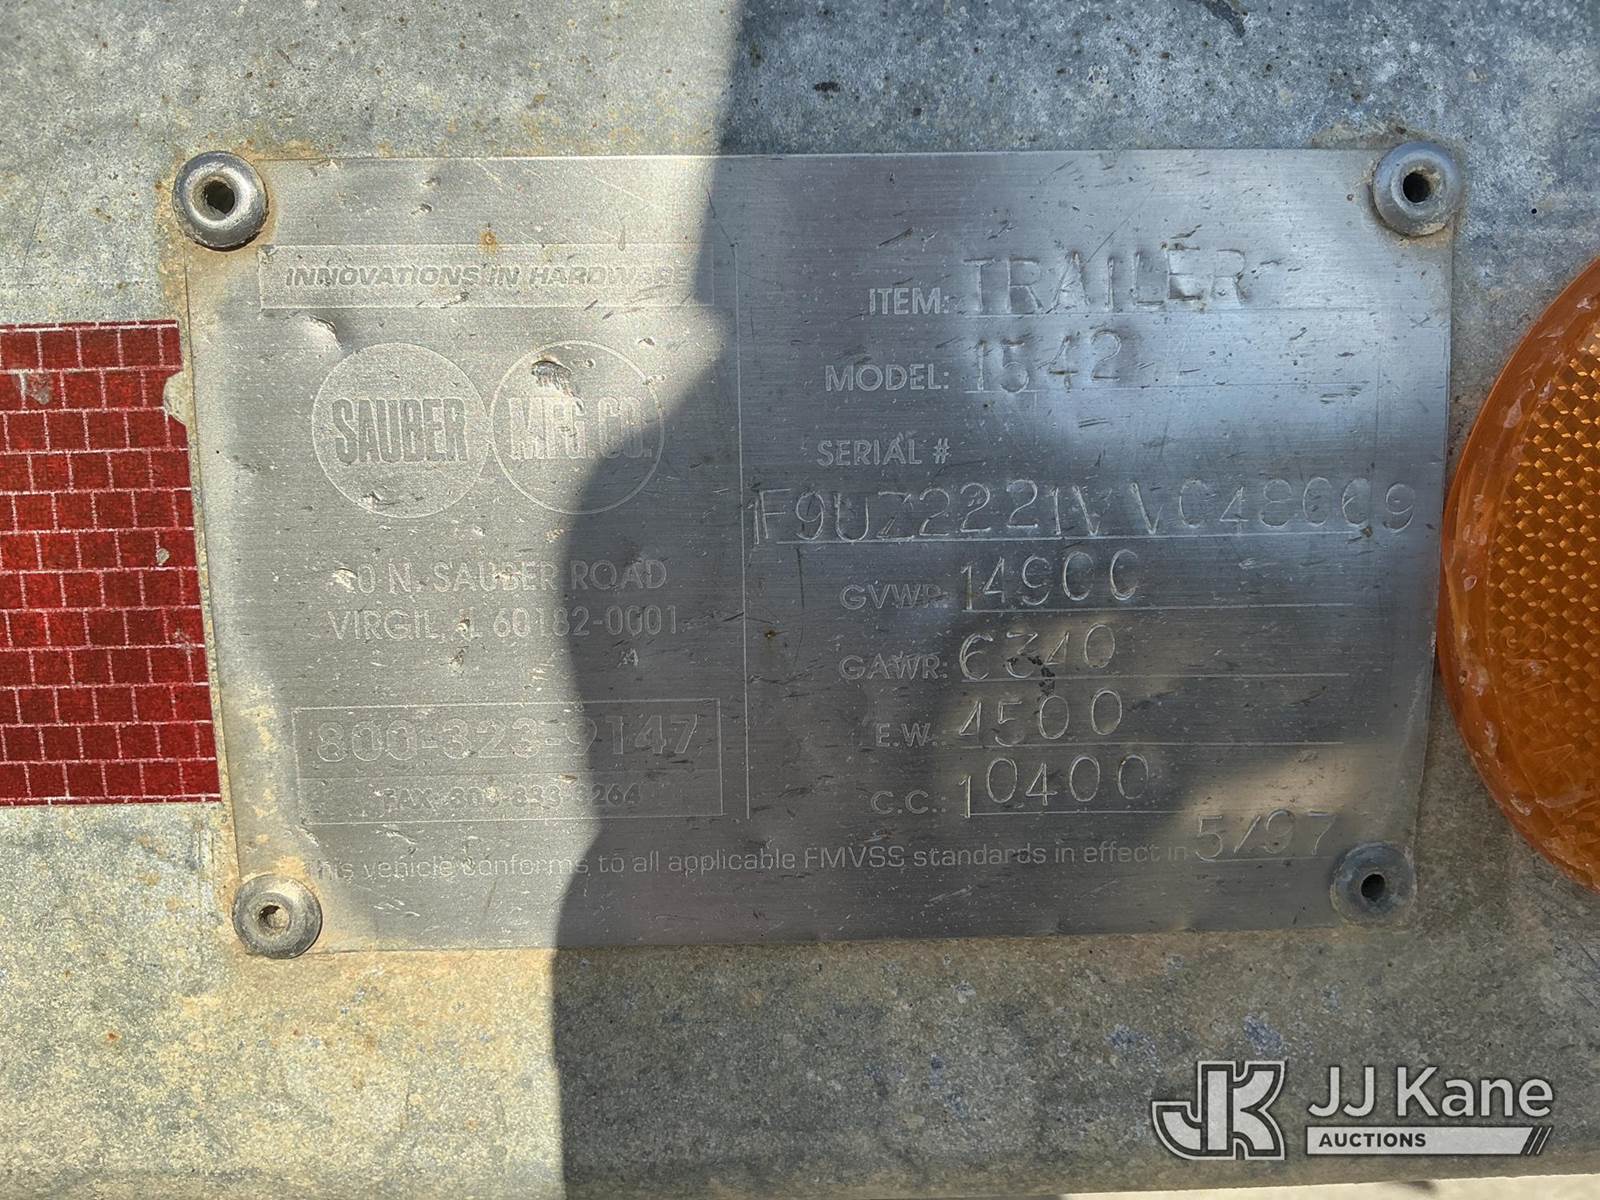 INNOVATIONS IN HARDWARE
SAUBER MFG. CO.
10 N. SAUBER ROAD
VIRGIL, IL 60182-0001
800-323-9147
ITEM: TRAILER
MODEL: 1542
SERIAL #
GVWR: 14900
GAWR: 6340
E.W.: 4500
C.C.: 10400
This vehicle conforms to all applicable FMVSS standards in effect in 5/97
JK JJ Kane
AUCTIONS